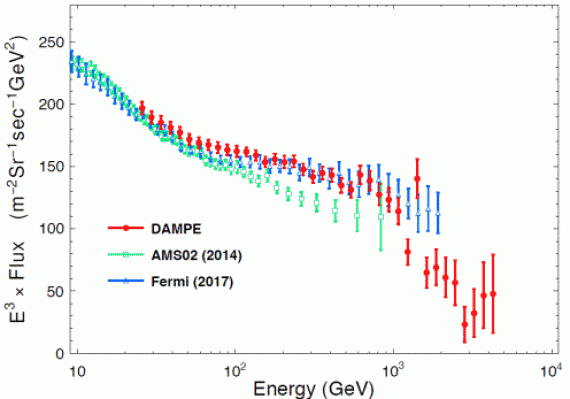 250
200
150
100
50
0
E³ × Flux (m⁻²Sr⁻¹sec⁻¹GeV²)
DAMPE
AMS02 (2014)
Fermi (2017)
10 10² 10³ 10⁴
Energy (GeV)